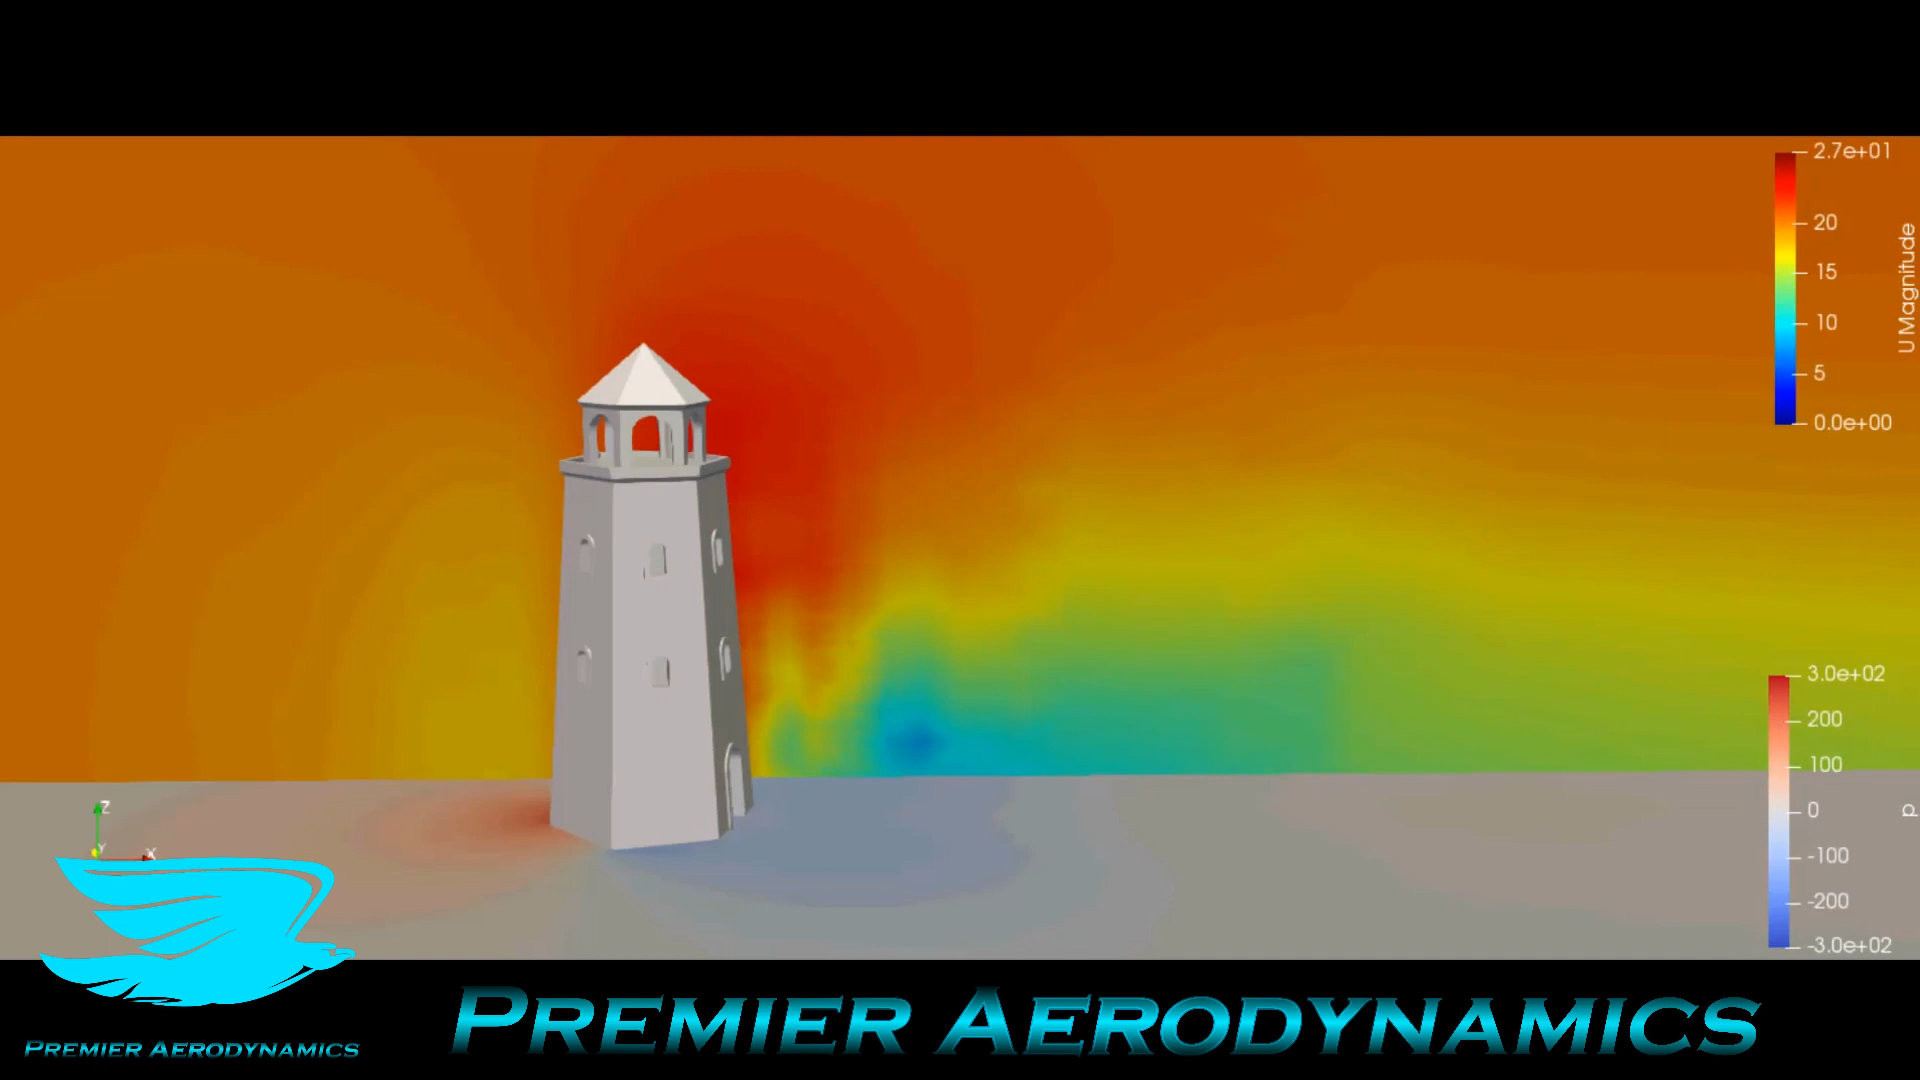 2.7e+01
20
15
10
5
0.0e+00
U Magnitude
3.0e+02
200
100
0
-100
-200
-3.0e+02
p
Z
Y
X
PREMIER AERODYNAMICS
PREMIER AERODYNAMICS